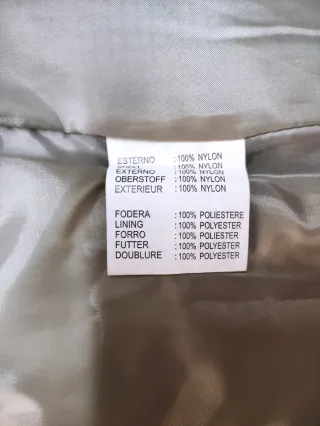 ESTERNO : 100% NYLON
SHELL : 100% NYLON
EXTERNO : 100% NYLON
OBERSTOFF : 100% NYLON
EXTERIEUR : 100% NYLON
FODERA : 100% POLIESTERE
LINING : 100% POLYESTER
FORRO : 100% POLIESTER
FUTTER : 100% POLYESTER
DOUBLURE : 100% POLYESTER